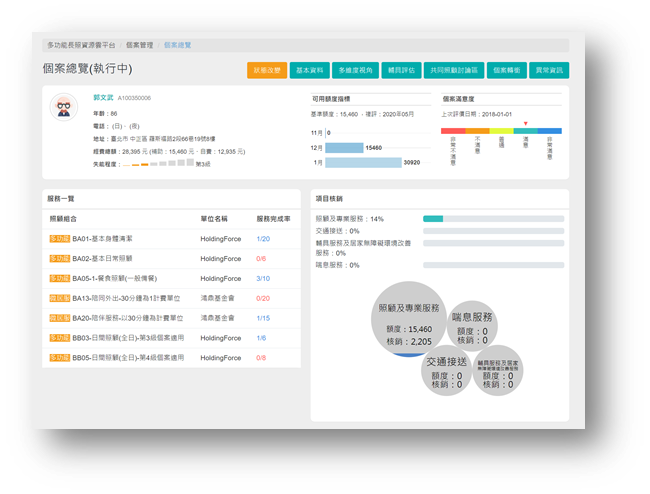 多功能長照資源書平台 / 個案管理 / 個案總覽
個案總覽(執行中)
狀態改變 基本資料 多維度視角 輔具評估 共同照顧討論區 個案轉銜 異常資訊
郭文武 A100350006
年齡：86
電話： (日)． (夜)
地址：臺北市 中正區 羅斯福路2段66巷19號8樓
經費總額：28,395 元 (補助：15,460 元．自費：12,935 元)
失能程度： 第3級
可用額度指標
基準額度：15,460 ．複評：2020年05月
11月 0
12月 15460
1月 30920
個案滿意度
上次評價日期：2018-01-01
非常不滿意 不滿意 普通 滿意 非常滿意
服務一覽
照顧組合 單位名稱 服務完成率
多功能 BA01-基本身體清潔 HoldingForce 1/20
多功能 BA02-基本日常照顧 HoldingForce 0/6
多功能 BA05-1-餐食照顧(一般備餐) HoldingForce 3/10
BA13-陪同外出-30分鐘為1計費單位 鴻鼎基金會 0/20
BA20-陪伴服務-以30分鐘為計費單位 鴻鼎基金會 1/15
多功能 BB03-日間照顧(全日)-第3級個案適用 HoldingForce 1/6
多功能 BB05-日間照顧(全日)-第4級個案適用 HoldingForce 0/8
項目核銷
照顧及專業服務：14%
交通接送：0%
輔具服務及居家無障礙環境改善
服務：0%
喘息服務：0%
照顧及專業服務
額度：15,460
核銷：2,205
喘息服務
額度：0
核銷：0
交通接送
額度：0
核銷：0
輔具服務及居家
無障礙環境改善服務
額度：0
核銷：0